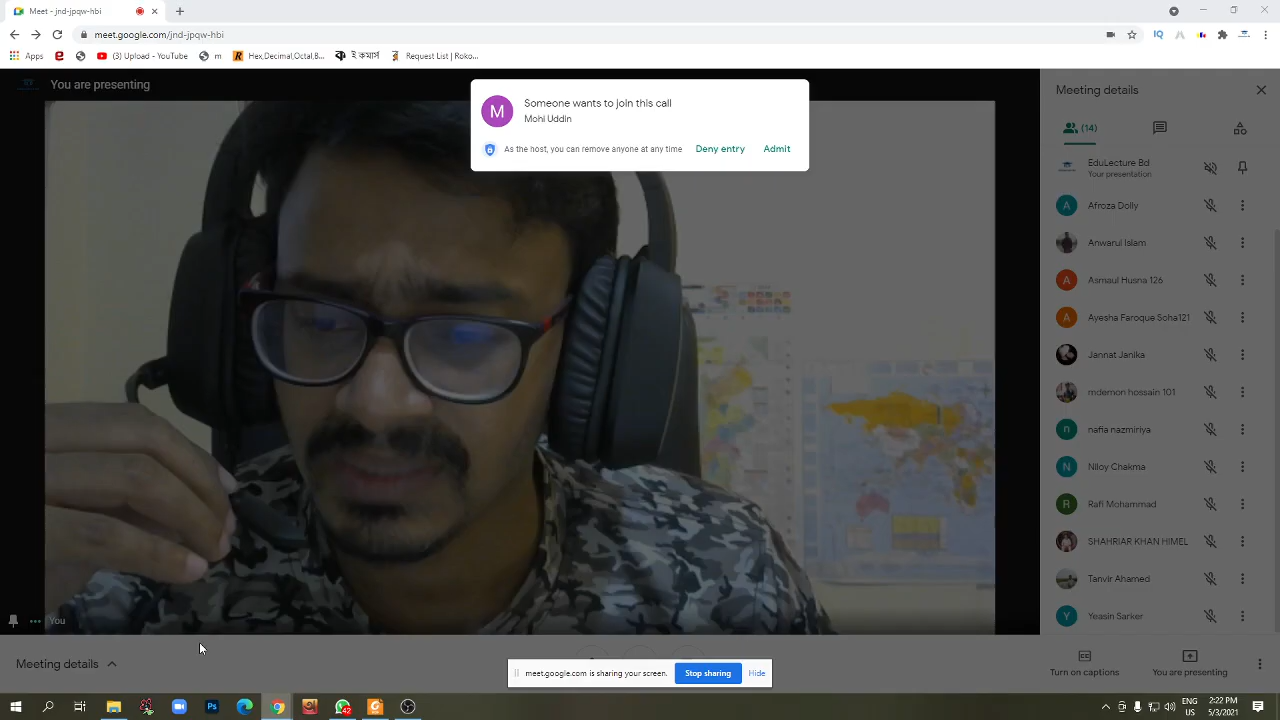 Meet - jnd-jpqw-hbi
meet.google.com/jnd-jpqw-hbi
Apps
(3) Upload - YouTube
m
Hex,Decimal,Octal,B...
ই ক্যাম্পাস
Request List | Roko...
You are presenting
Someone wants to join this call
M
Mohi Uddin
As the host, you can remove anyone at any time
Deny entry
Admit
Meeting details
(14)
EduLecture Bd
Your presentation
A
Afroza Dolly
Anwarul Islam
A
Asmaul Husna 126
A
Ayesha Faroque Soha121
Jannat Janika
mdemon hossain 101
n
nafia nazmiriya
N
Niloy Chakma
R
Rafi Mohammad
SHAHRIAR KHAN HIMEL
Tanvir Ahamed
Y
Yeasin Sarker
You
Meeting details
meet.google.com is sharing your screen.
Stop sharing
Hide
Turn on captions
You are presenting
42
ENG
US
2:22 PM
5/3/2021